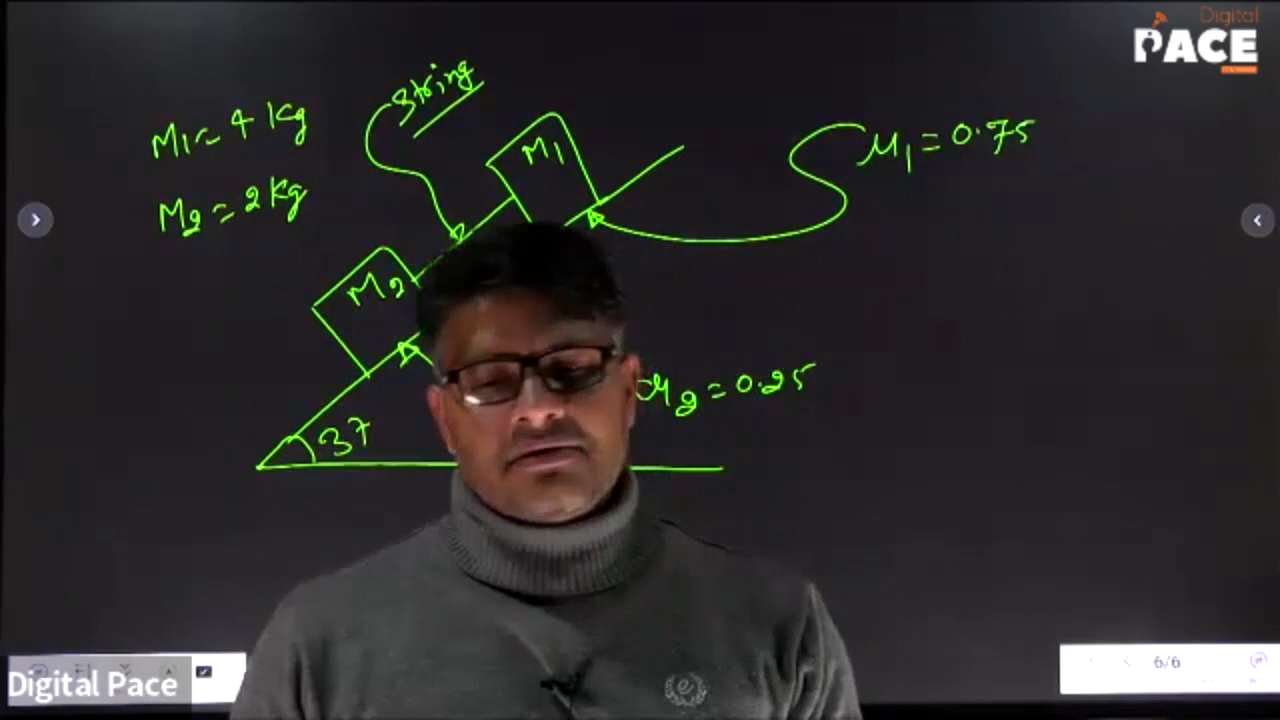 Digital
PACE
String
M1 = 4 Kg
M1
μ1 = 0.75
M2 = 2 Kg
M2
μ2 = 0.25
37
6/6
Digital Pace